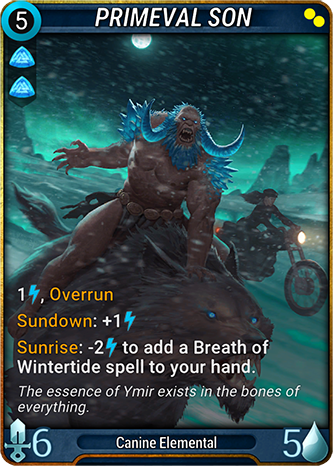 5 PRIMEVAL SON
1, Overrun
Sundown: +1
Sunrise: -2 to add a Breath of
Wintertide spell to your hand.
The essence of Ymir exists in the bones of
everything.
6 Canine Elemental 5